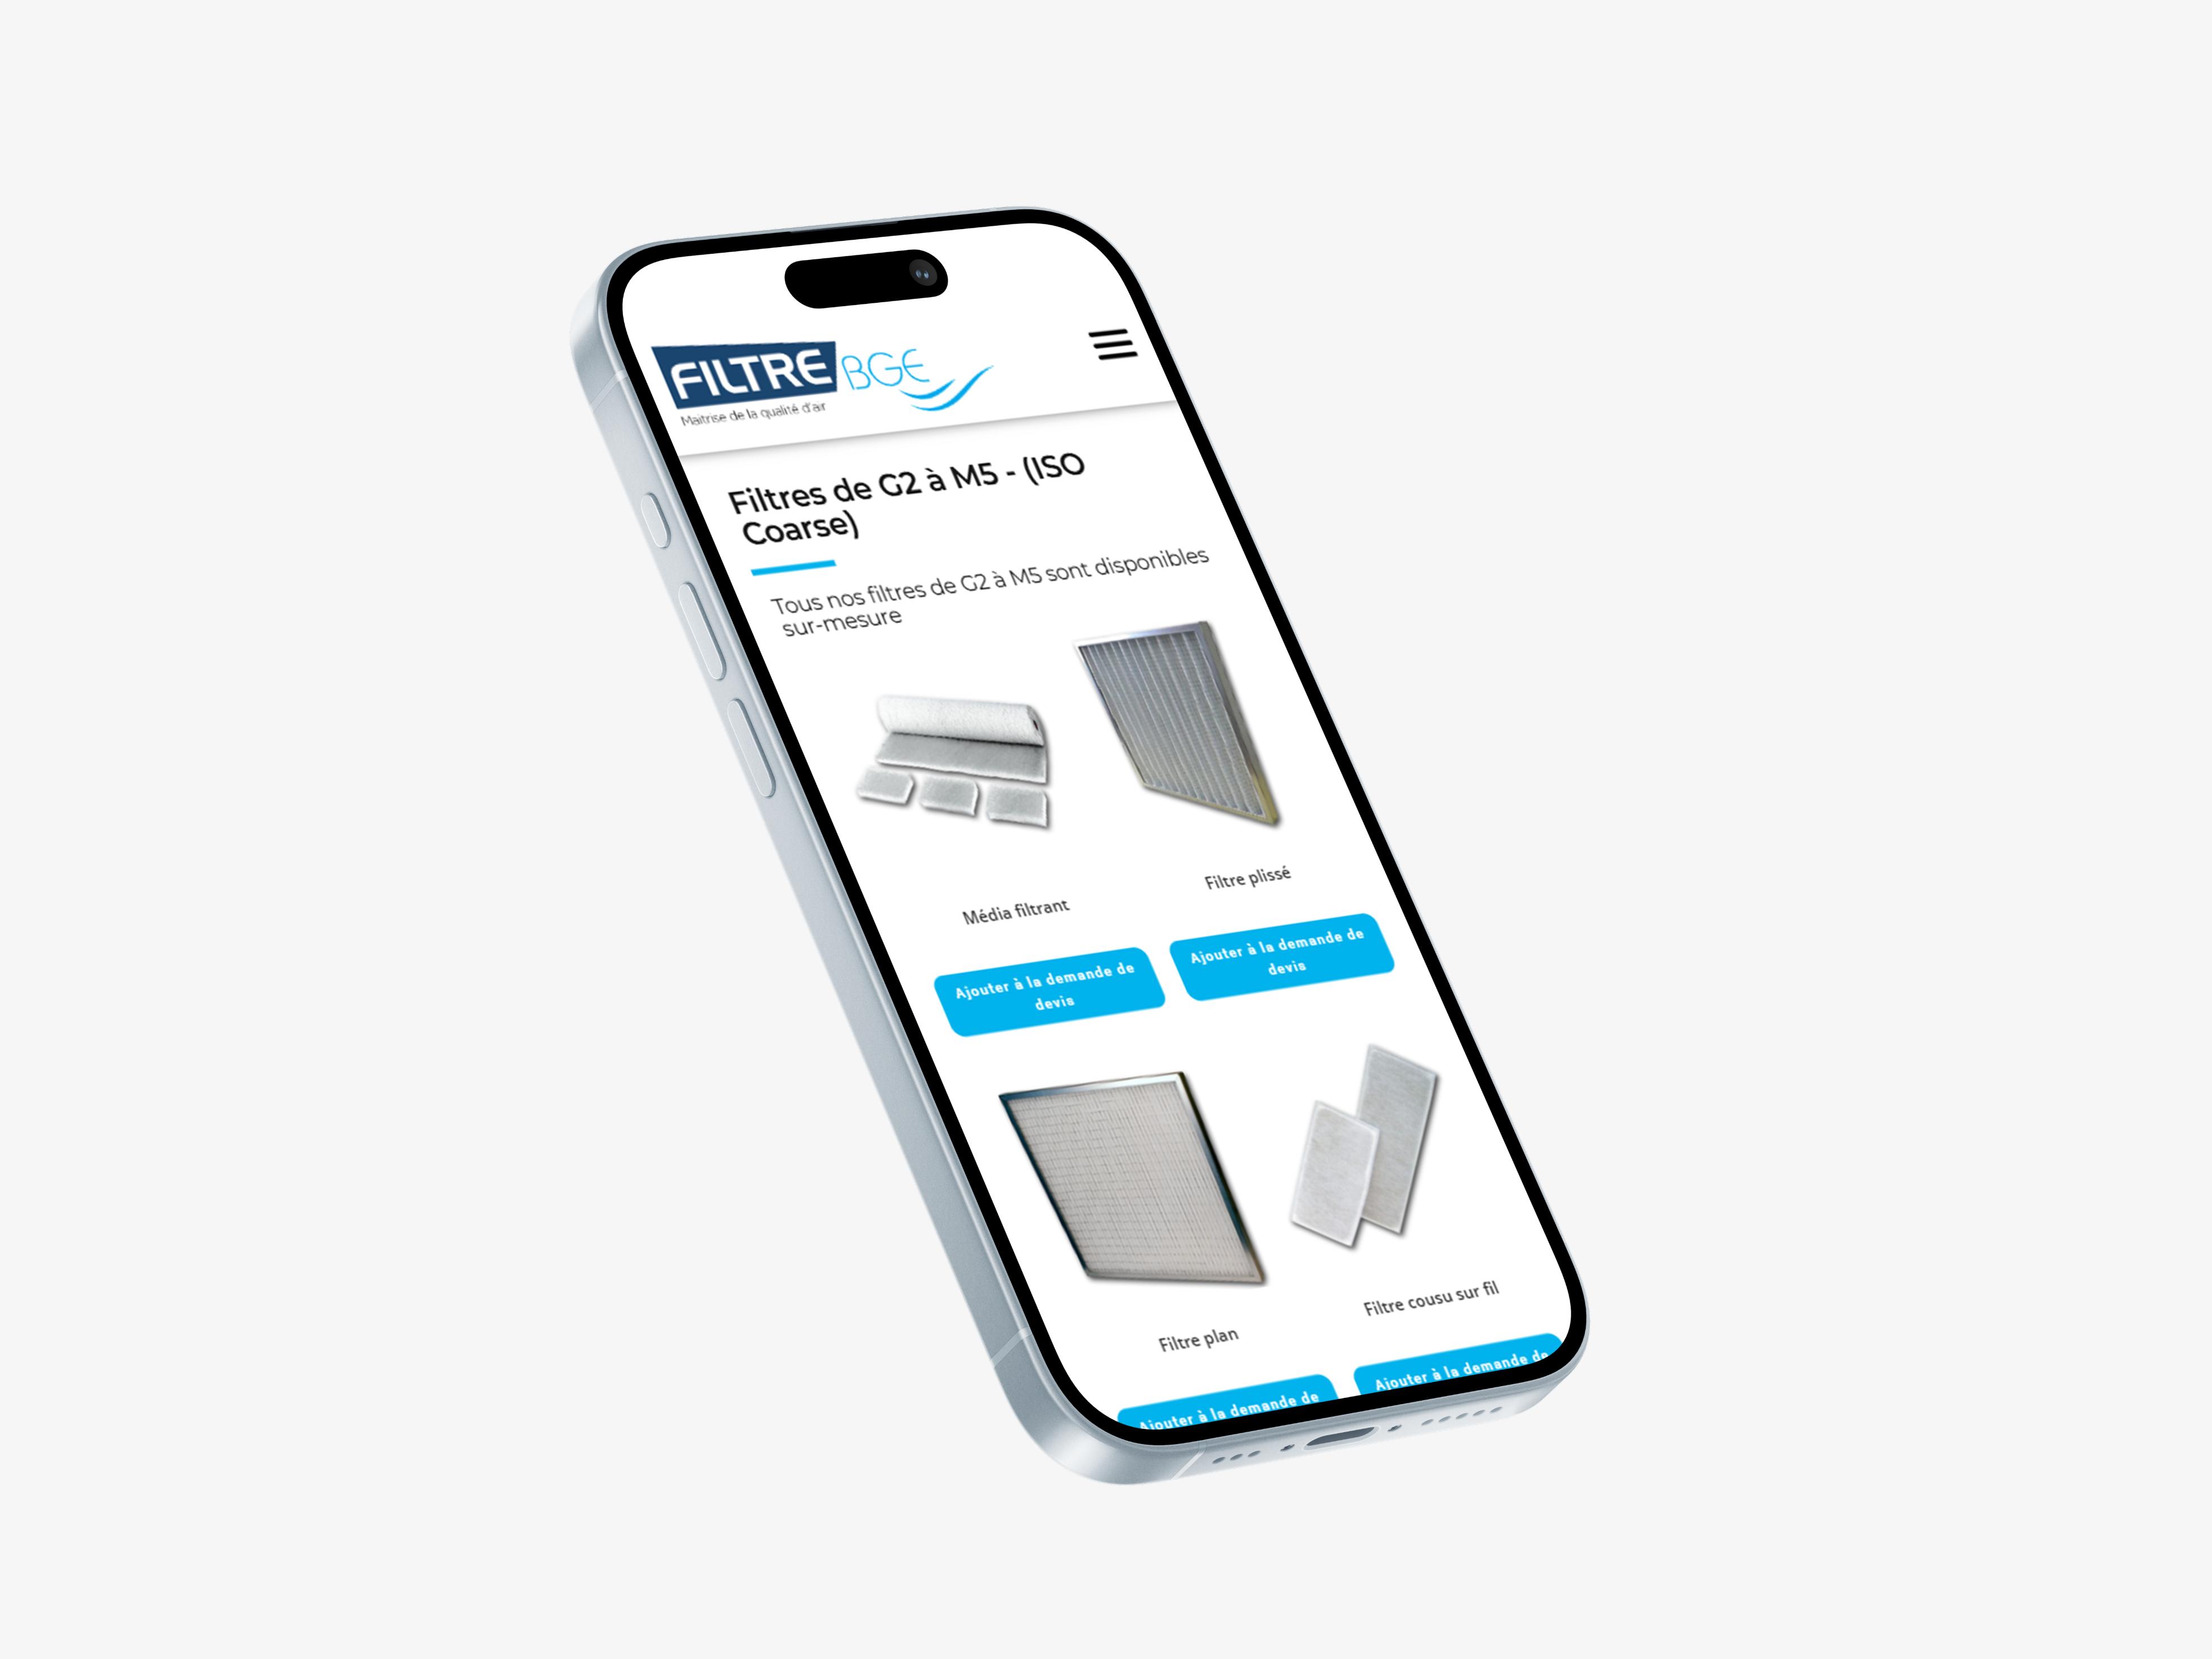 FILTRE BGE
Maitrise de la qualité d'air
Filtres de G2 à M5 - (ISO
Coarse)
Tous nos filtres de G2 à M5 sont disponibles
sur-mesure
Média filtrant
Filtre plissé
Ajouter à la demande de
devis
Ajouter à la demande de
devis
Filtre plan
Filtre cousu sur fil
Ajouter à la demande de
Ajouter à la demande de